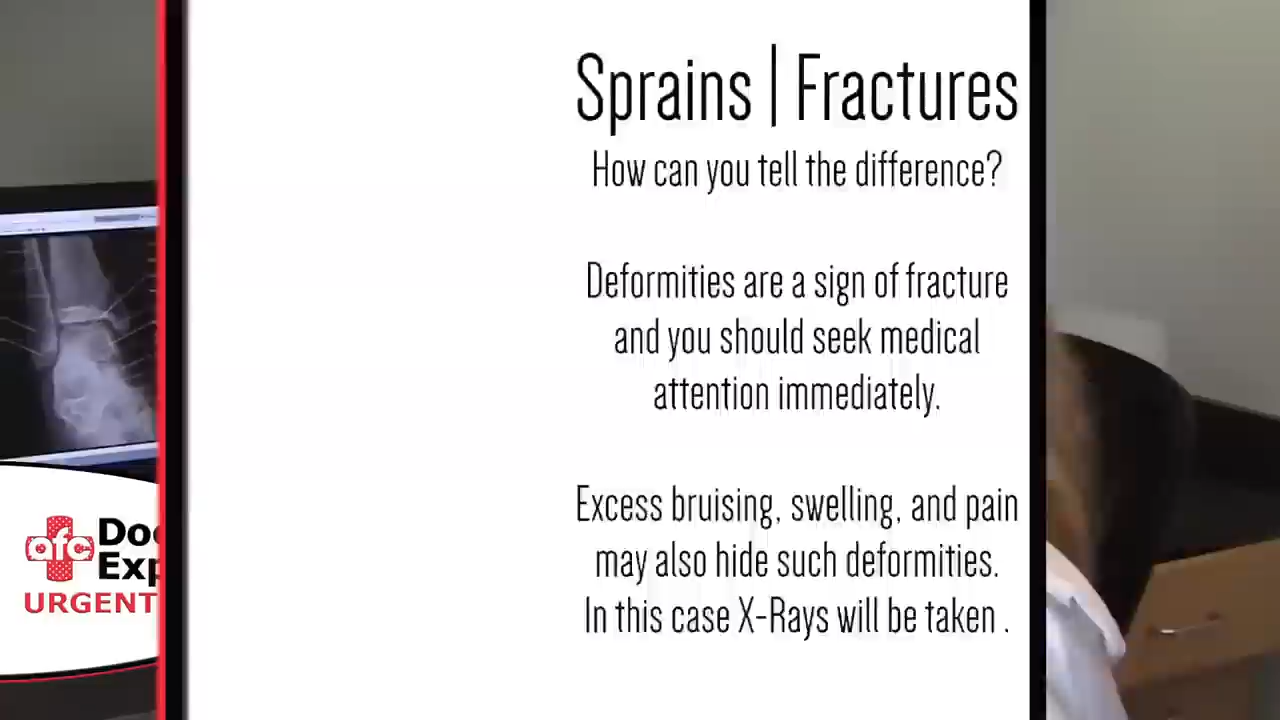 Sprains | Fractures
How can you tell the difference?
Deformities are a sign of fracture
and you should seek medical
attention immediately.
Excess bruising, swelling, and pain
may also hide such deformities.
In this case X-Rays will be taken .
afc
URGENT